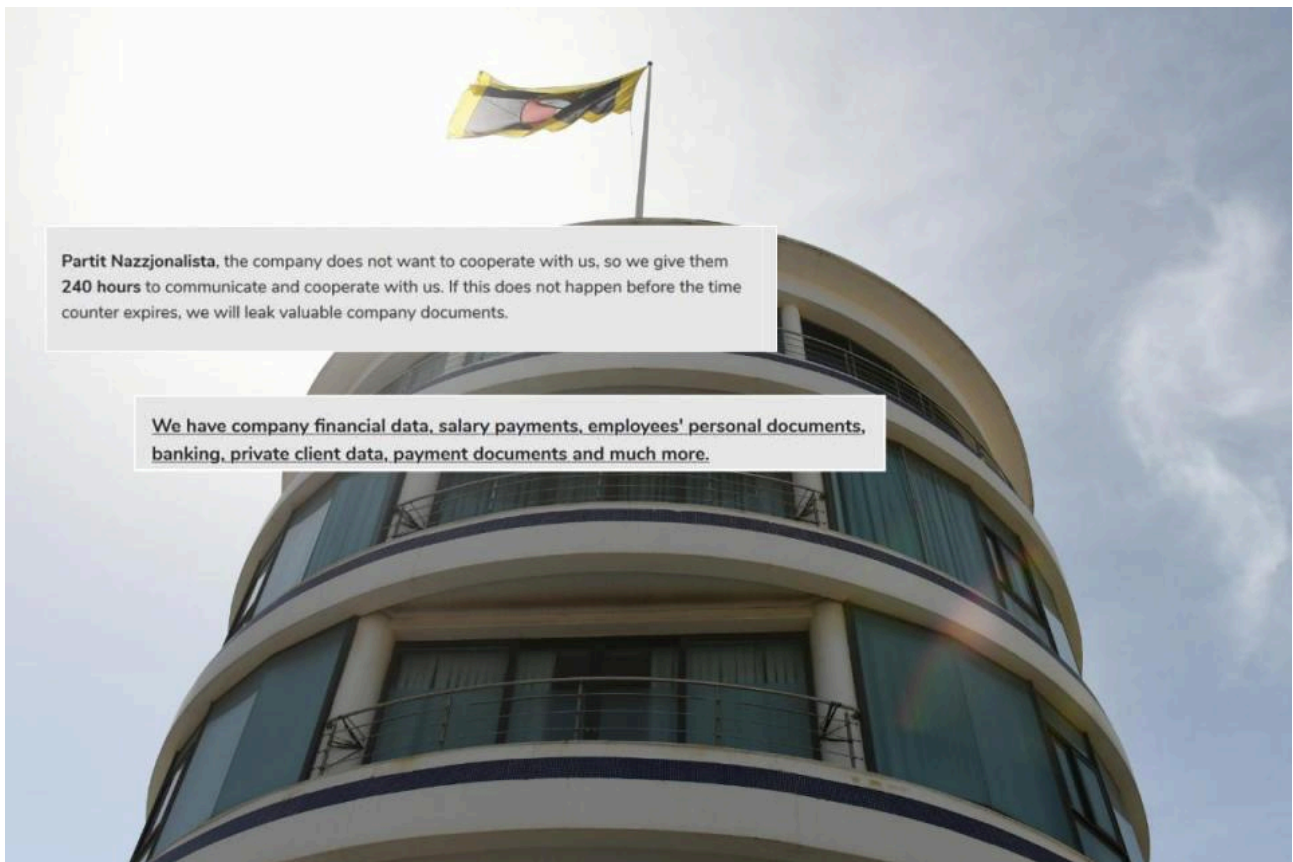 Partit Nazzjonalista, the company does not want to cooperate with us, so we give them
240 hours to communicate and cooperate with us. If this does not happen before the time
counter expires, we will leak valuable company documents.
We have company financial data, salary payments, employees' personal documents,
banking, private client data, payment documents and much more.